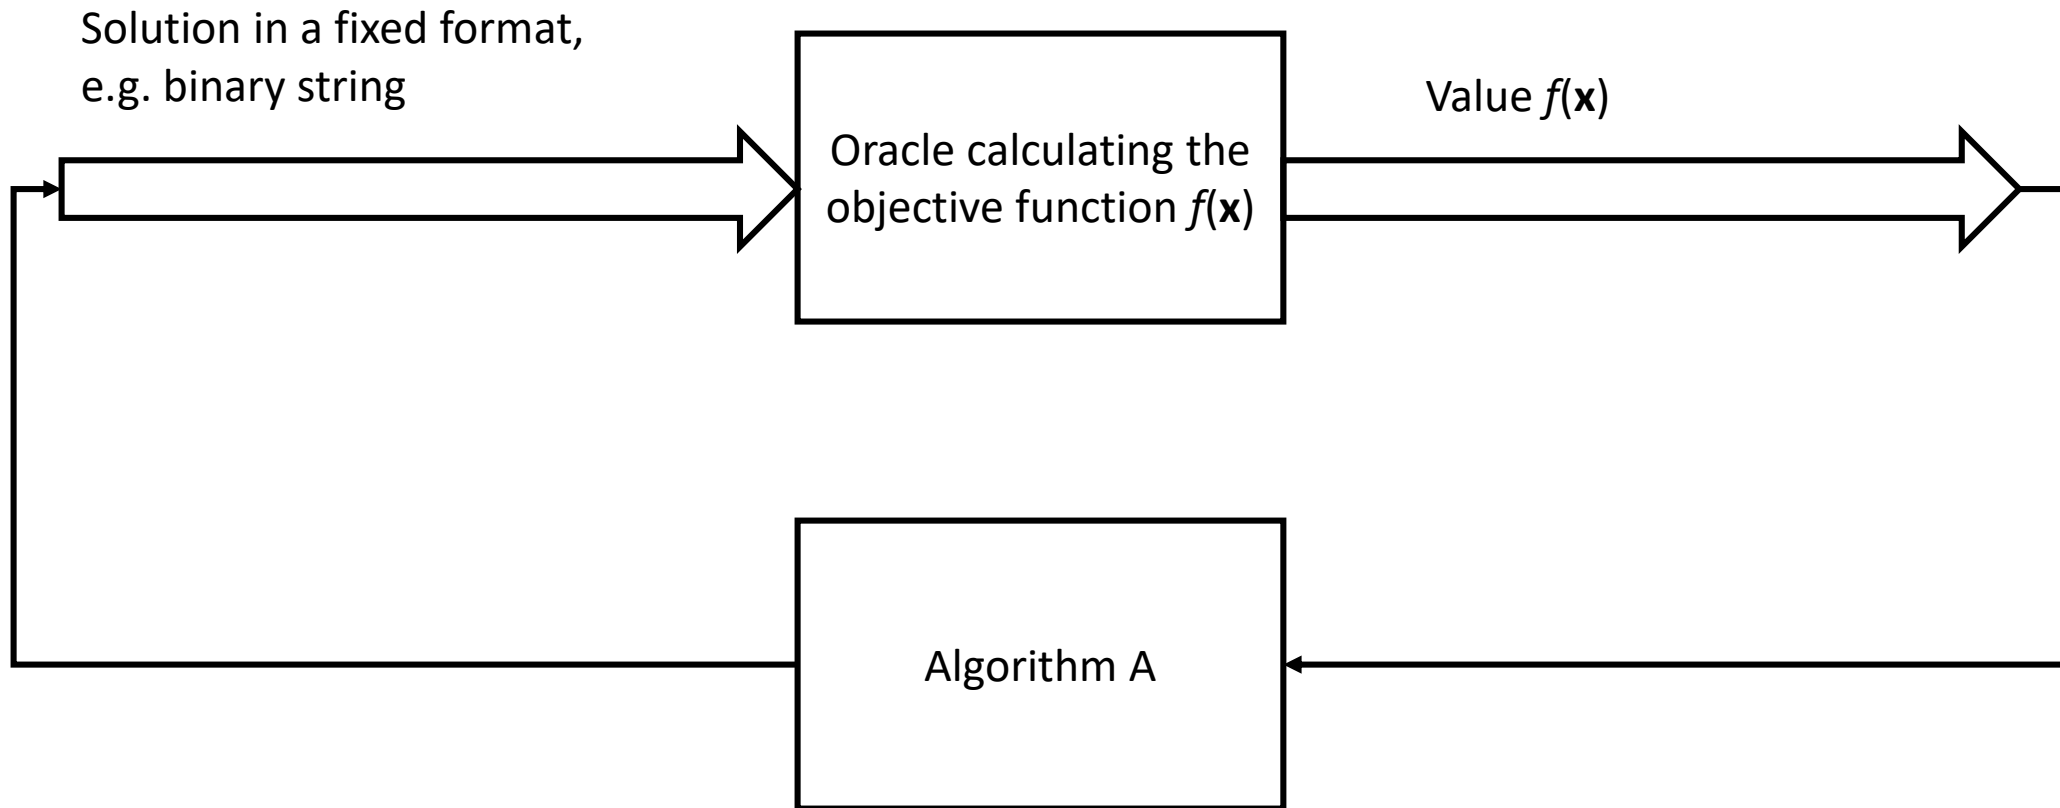 Solution in a fixed format,
e.g. binary string
Oracle calculating the
objective function f(x)
Value f(x)
Algorithm A